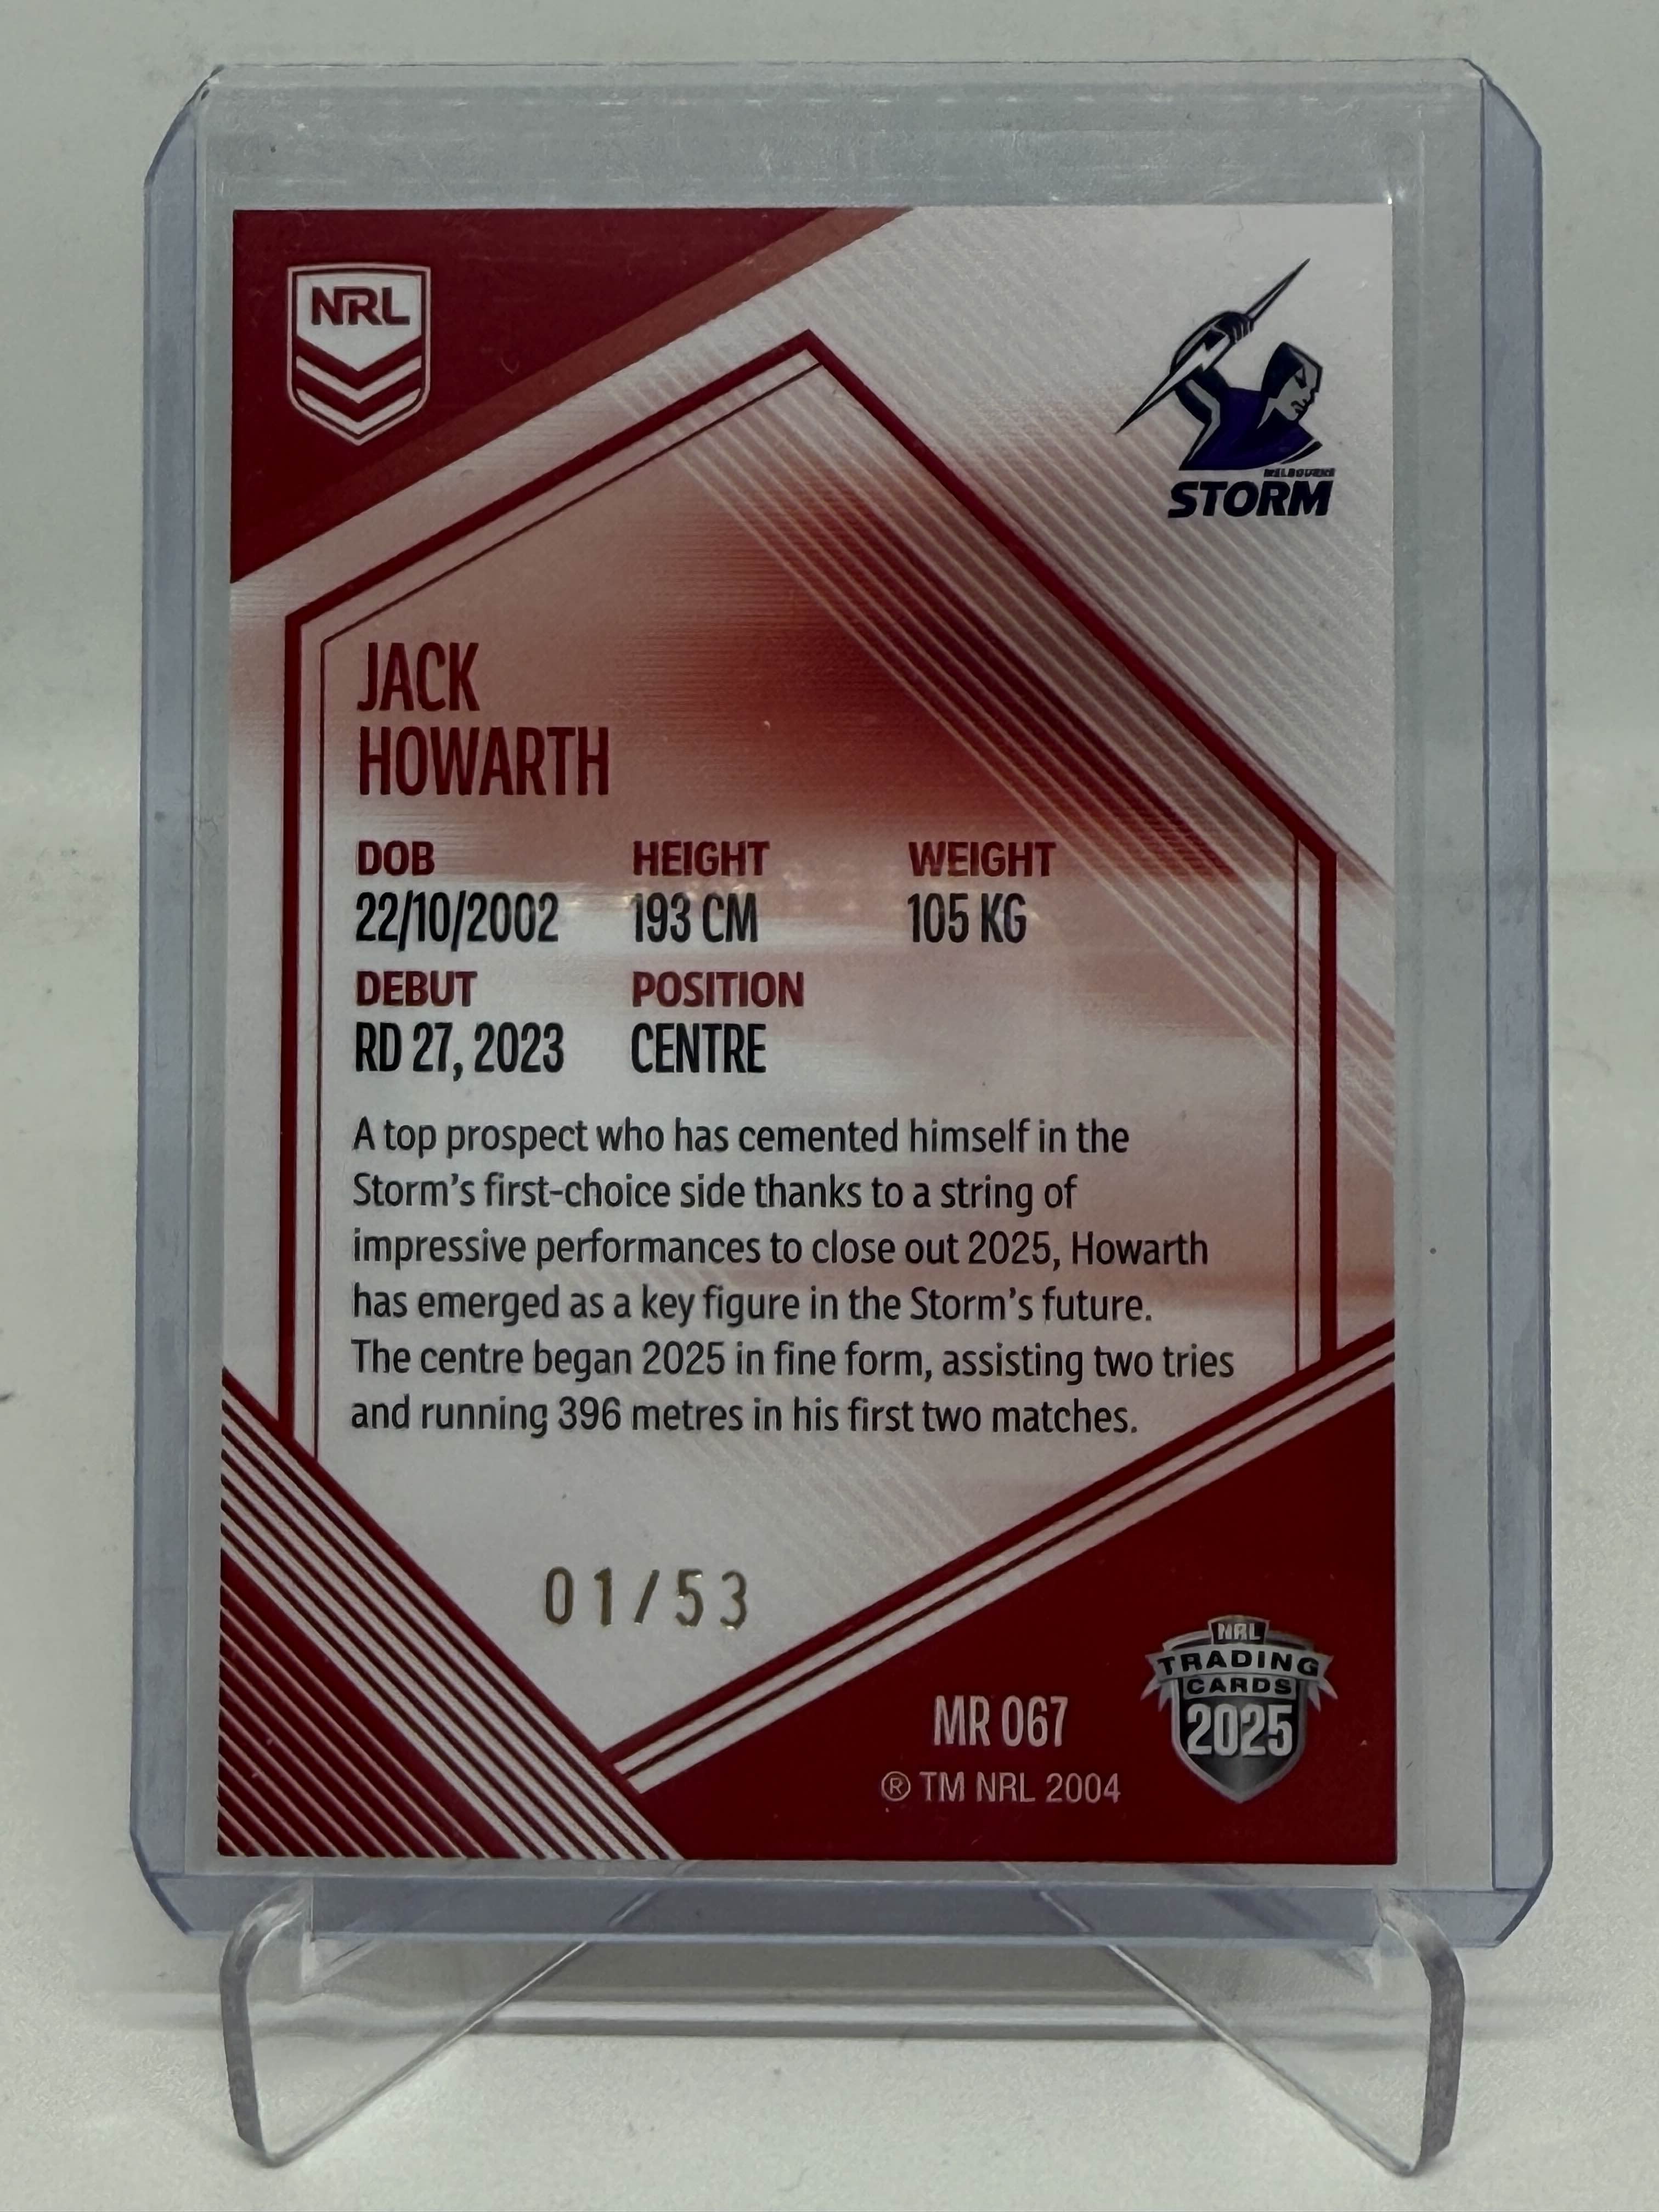 NRL
MELBOURNE
STORM
JACK
HOWARTH
DOB HEIGHT WEIGHT
22/10/2002 193 CM 105 KG
DEBUT POSITION
RD 27, 2023 CENTRE
A top prospect who has cemented himself in the
Storm's first-choice side thanks to a string of
impressive performances to close out 2025, Howarth
has emerged as a key figure in the Storm's future.
The centre began 2025 in fine form, assisting two tries
and running 396 metres in his first two matches.
01/53
MR 067
® TM NRL 2004
NRL
TRADING
CARDS
2025